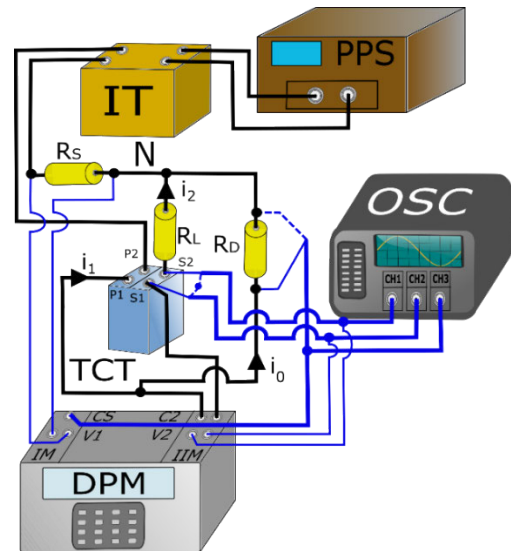 PPS
IT
Rs
N
i2
RL
RD
OSC
CH1 CH2 CH3
i1
P2
S2
P1 S1
TCT
i0
CS C2
V1 V2
IM IIM
DPM